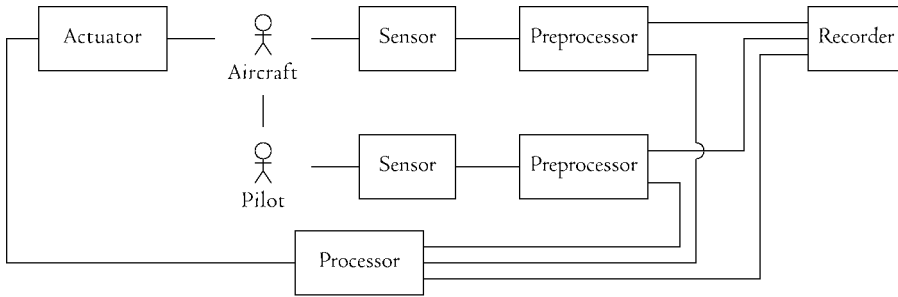 Actuator
Aircraft
Sensor
Preprocessor
Recorder
Pilot
Sensor
Preprocessor
Processor